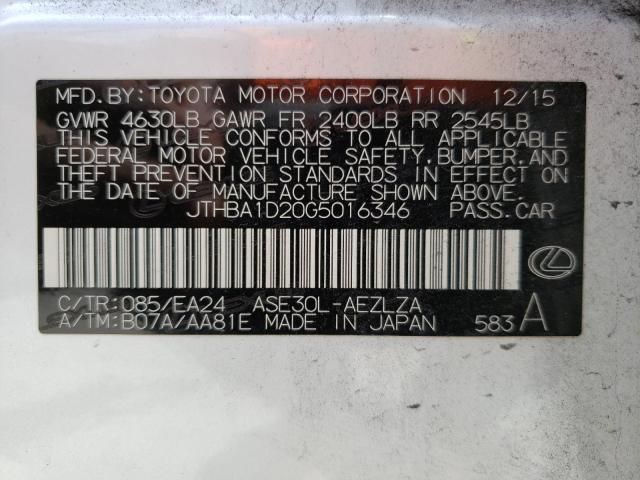 MFD.BY:TOYOTA MOTOR CORPORATION 12/15
GVWR 4630LB GAWR FR 2400LB RR 2545LB
THIS VEHICLE CONFORMS TO ALL APPLICABLE
FEDERAL MOTOR VEHICLE SAFETY,BUMPER,AND
THEFT PREVENTION STANDARDS IN EFFECT ON
THE DATE OF MANUFACTURE SHOWN ABOVE.
JTHBA1D20G5016346 PASS.CAR
C/TR:085/EA24 ASE30L-AEZLZA
A/TM:B07A/AA81E MADE IN JAPAN 583 A